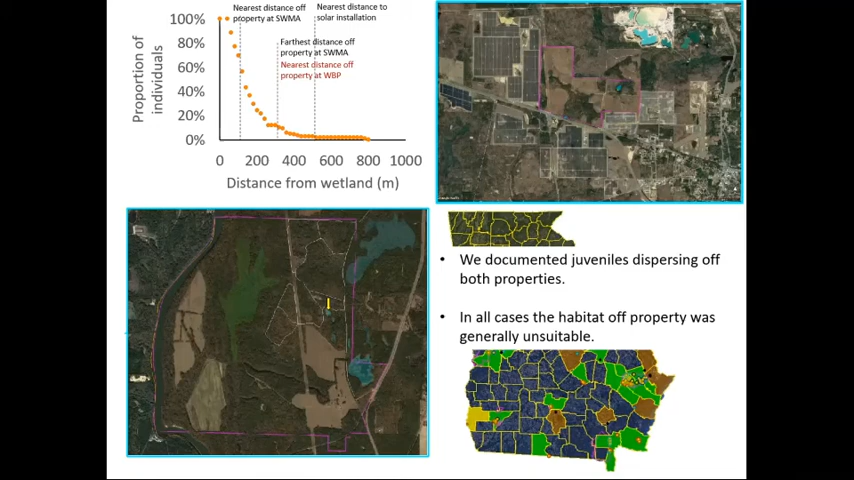 Nearest distance off
property at SWMA
Nearest distance to
solar installation
Farthest distance off
property at SWMA
Nearest distance off
property at WBP
Proportion of
individuals
100%
80%
60%
40%
20%
0%
0
200
400
600
800
1000
Distance from wetland (m)
• We documented juveniles dispersing off
both properties.
• In all cases the habitat off property was
generally unsuitable.